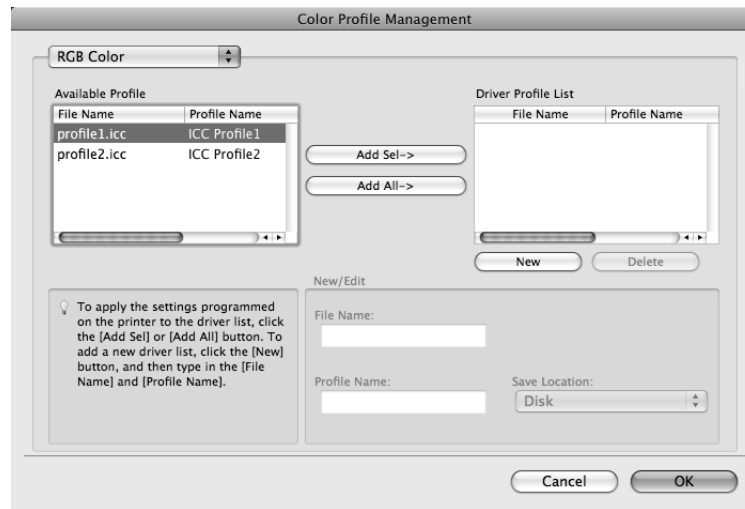 Color Profile Management
RGB Color
Available Profile
File Name Profile Name
profile1.icc ICC Profile1
profile2.icc ICC Profile2
Add Sel->
Add All->
Driver Profile List
File Name Profile Name
New Delete
To apply the settings programmed
on the printer to the driver list, click
the [Add Sel] or [Add All] button. To
add a new driver list, click the [New]
button, and then type in the [File
Name] and [Profile Name].
New/Edit
File Name:
Profile Name:
Save Location:
Disk
Cancel OK